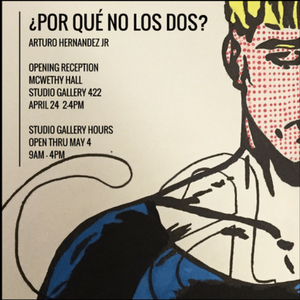 ¿POR QUÉ NO LOS DOS?
ARTURO HERNANDEZ JR
OPENING RECEPTION
MCWETHY HALL
STUDIO GALLERY 422
APRIL 24 2-4PM
STUDIO GALLERY HOURS
OPEN THRU MAY 4
9AM - 4PM